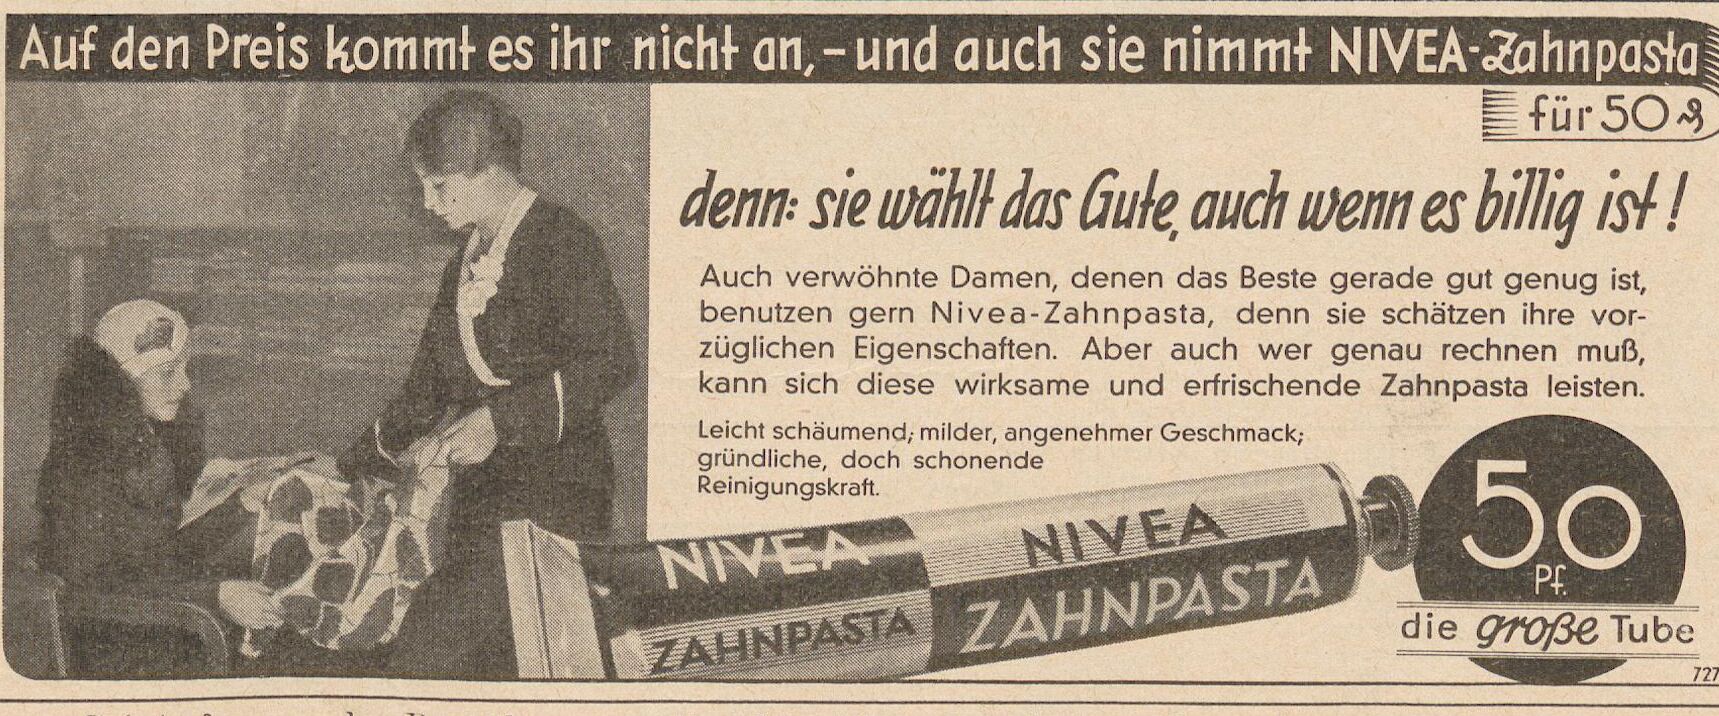 Auf den Preis kommt es ihr nicht an,–und auch sie nimmt NIVEA-Zahnpasta
für 50 ₰
denn: sie wählt das Gute, auch wenn es billig ist!
Auch verwöhnte Damen, denen das Beste gerade gut genug ist,
benutzen gern Nivea-Zahnpasta, denn sie schätzen ihre vor-
züglichen Eigenschaften. Aber auch wer genau rechnen muß,
kann sich diese wirksame und erfrischende Zahnpasta leisten.
Leicht schäumend; milder, angenehmer Geschmack;
gründliche, doch schonende
Reinigungskraft.
NIVEA
ZAHNPASTA
NIVEA
ZAHNPASTA
50
Pf.
die große Tube
727